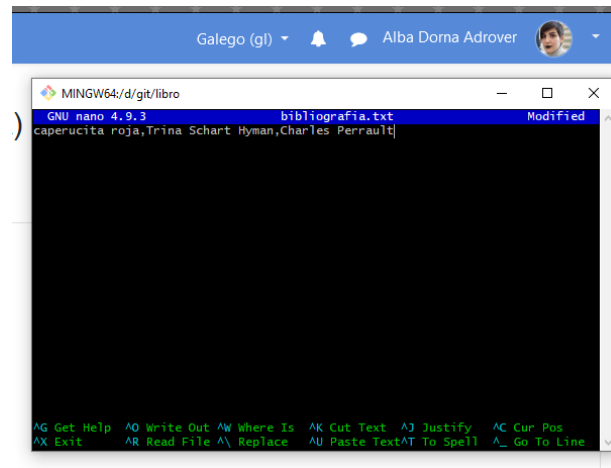 Galego (gl) Alba Dorna Adrover
MINGW64:/d/git/libro
)
GNU nano 4.9.3 bibliografia.txt Modified
caperucita roja,Trina Schart Hyman,Charles Perrault
^G Get Help ^O Write Out ^W Where Is ^K Cut Text ^J Justify ^C Cur Pos
^X Exit ^R Read File ^\ Replace ^U Paste Text^T To Spell ^_ Go To Line